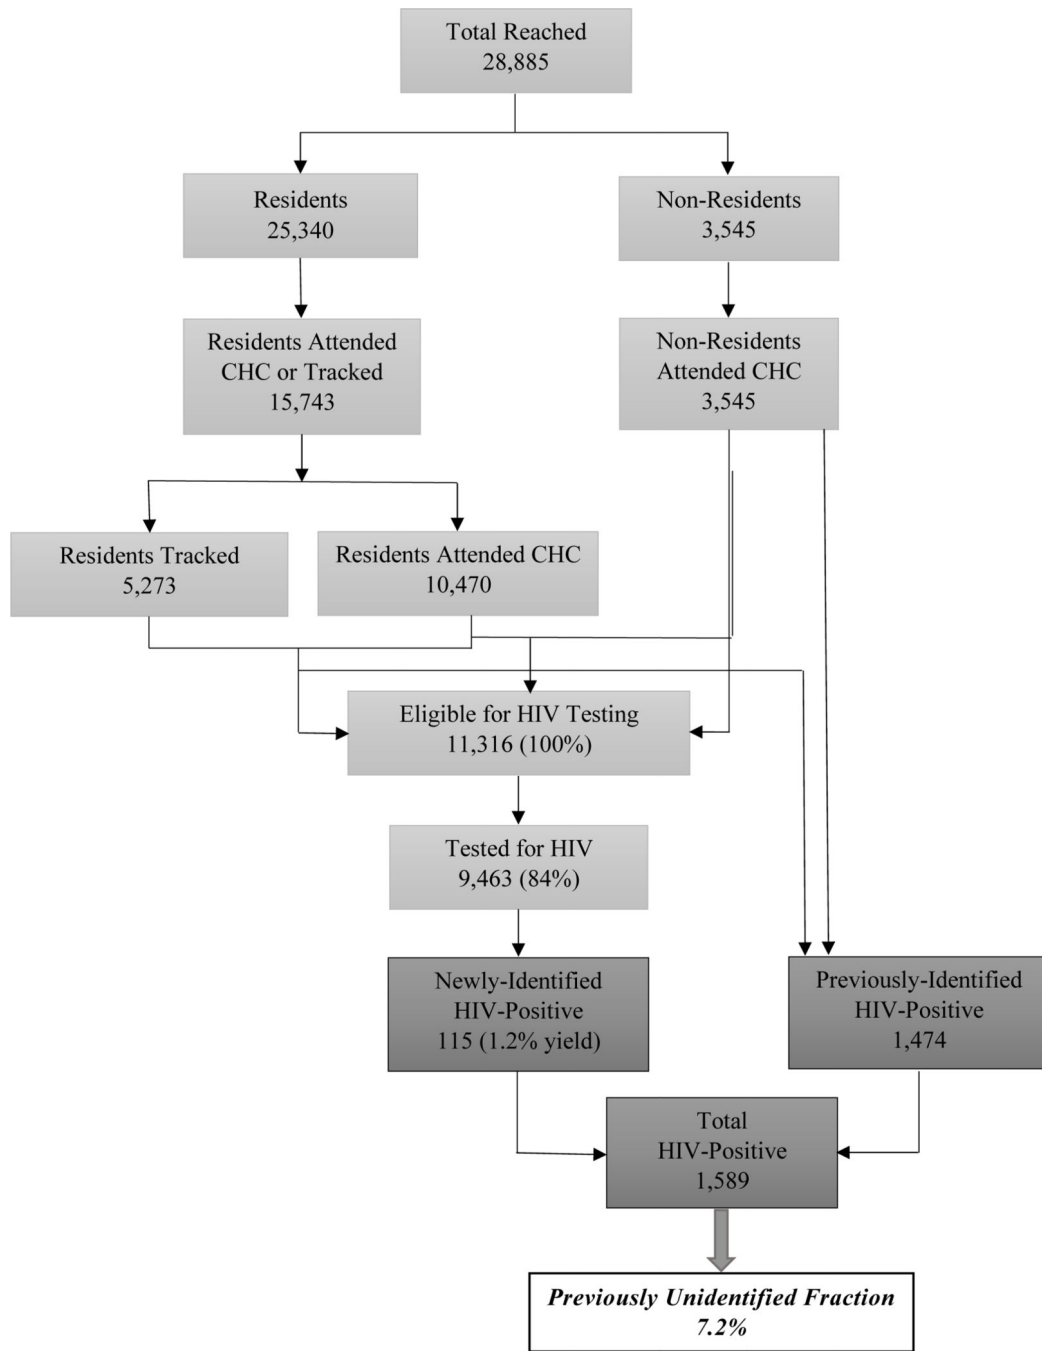 Total Reached
28,885
Residents
25,340
Non-Residents
3,545
Residents Attended
CHC or Tracked
15,743
Non-Residents
Attended CHC
3,545
Residents Tracked
5,273
Residents Attended CHC
10,470
Eligible for HIV Testing
11,316 (100%)
Tested for HIV
9,463 (84%)
Newly-Identified
HIV-Positive
115 (1.2% yield)
Previously-Identified
HIV-Positive
1,474
Total
HIV-Positive
1,589
Previously Unidentified Fraction
7.2%